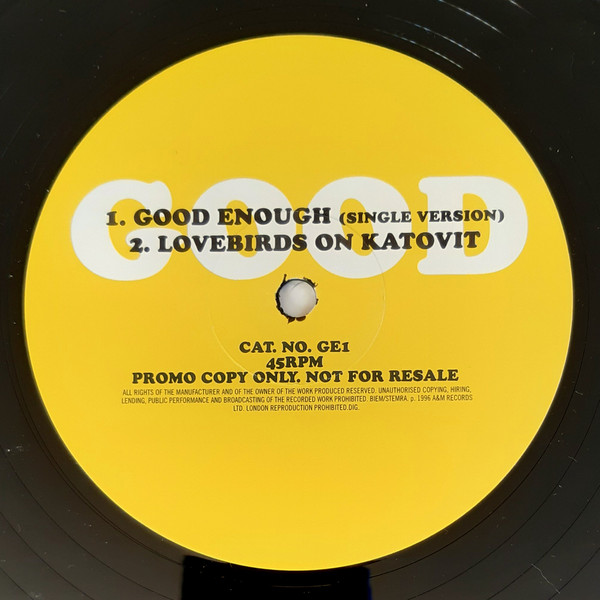 GOOD
1. GOOD ENOUGH (SINGLE VERSION)
2. LOVEBIRDS ON KATOVIT
CAT. NO. GE1
45RPM
PROMO COPY ONLY. NOT FOR RESALE
ALL RIGHTS OF THE MANUFACTURER AND OF THE OWNER OF THE WORK PRODUCED RESERVED. UNAUTHORISED COPYING, HIRING,
LENDING, PUBLIC PERFORMANCE AND BROADCASTING OF THE RECORDED WORK PROHIBITED. BIEM/STEMRA. p. 1996 A&M RECORDS
LTD. LONDON REPRODUCTION PROHIBITED.DIG.